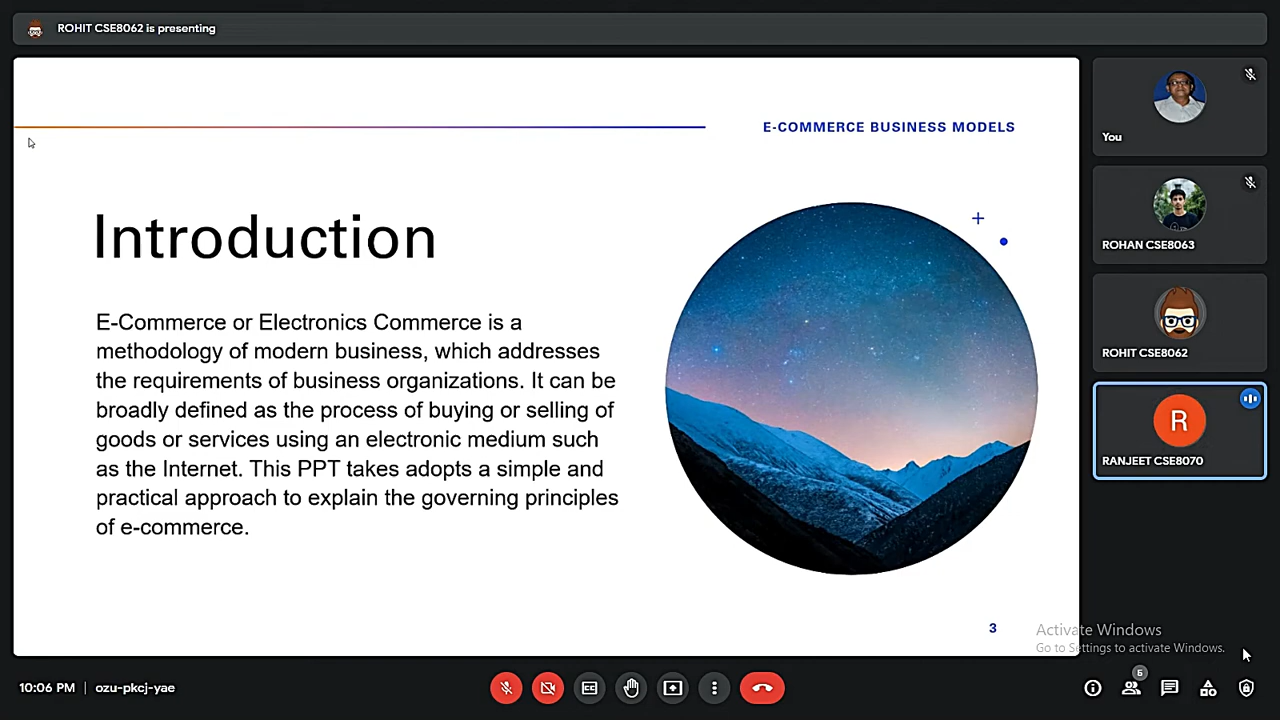 ROHIT CSE8062 is presenting
E-COMMERCE BUSINESS MODELS
Introduction
E-Commerce or Electronics Commerce is a
methodology of modern business, which addresses
the requirements of business organizations. It can be
broadly defined as the process of buying or selling of
goods or services using an electronic medium such
as the Internet. This PPT takes adopts a simple and
practical approach to explain the governing principles
of e-commerce.
3
You
ROHAN CSE8063
ROHIT CSE8062
R
RANJEET CSE8070
Activate Windows
Go to Settings to activate Windows.
10:06 PM | ozu-pkcj-yae
CC
5